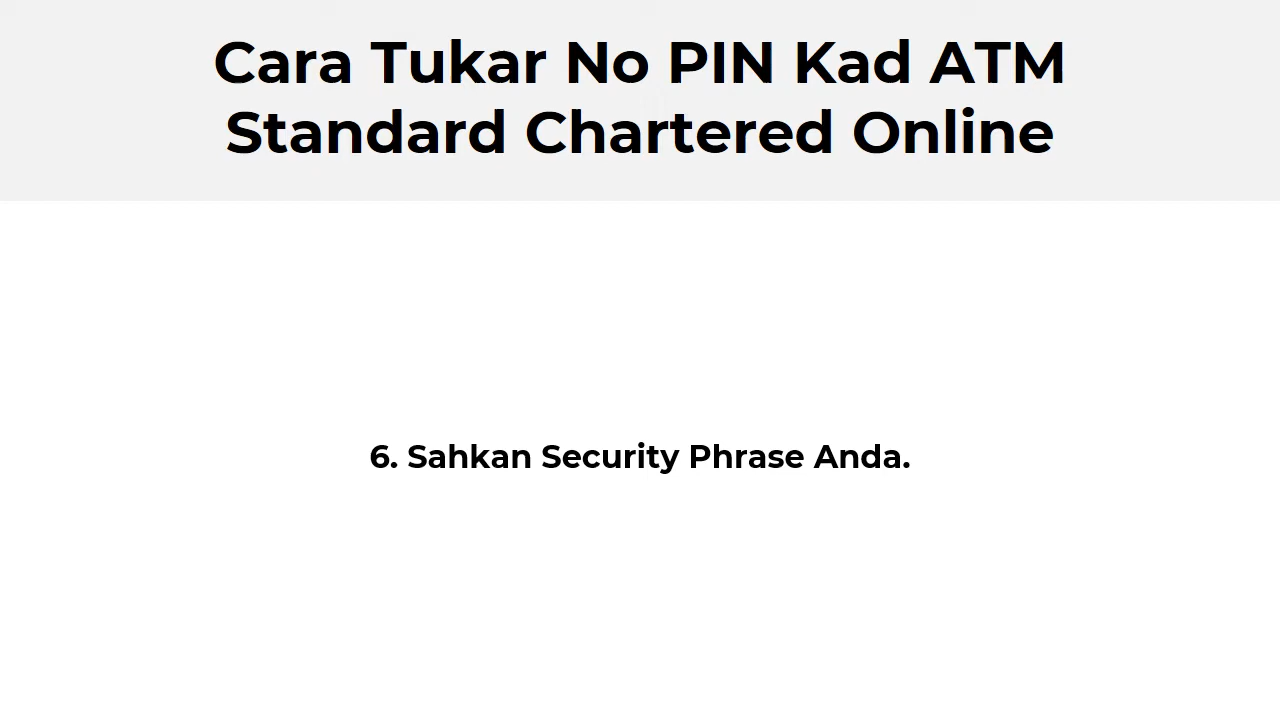 Cara Tukar No PIN Kad ATM
Standard Chartered Online
6. Sahkan Security Phrase Anda.